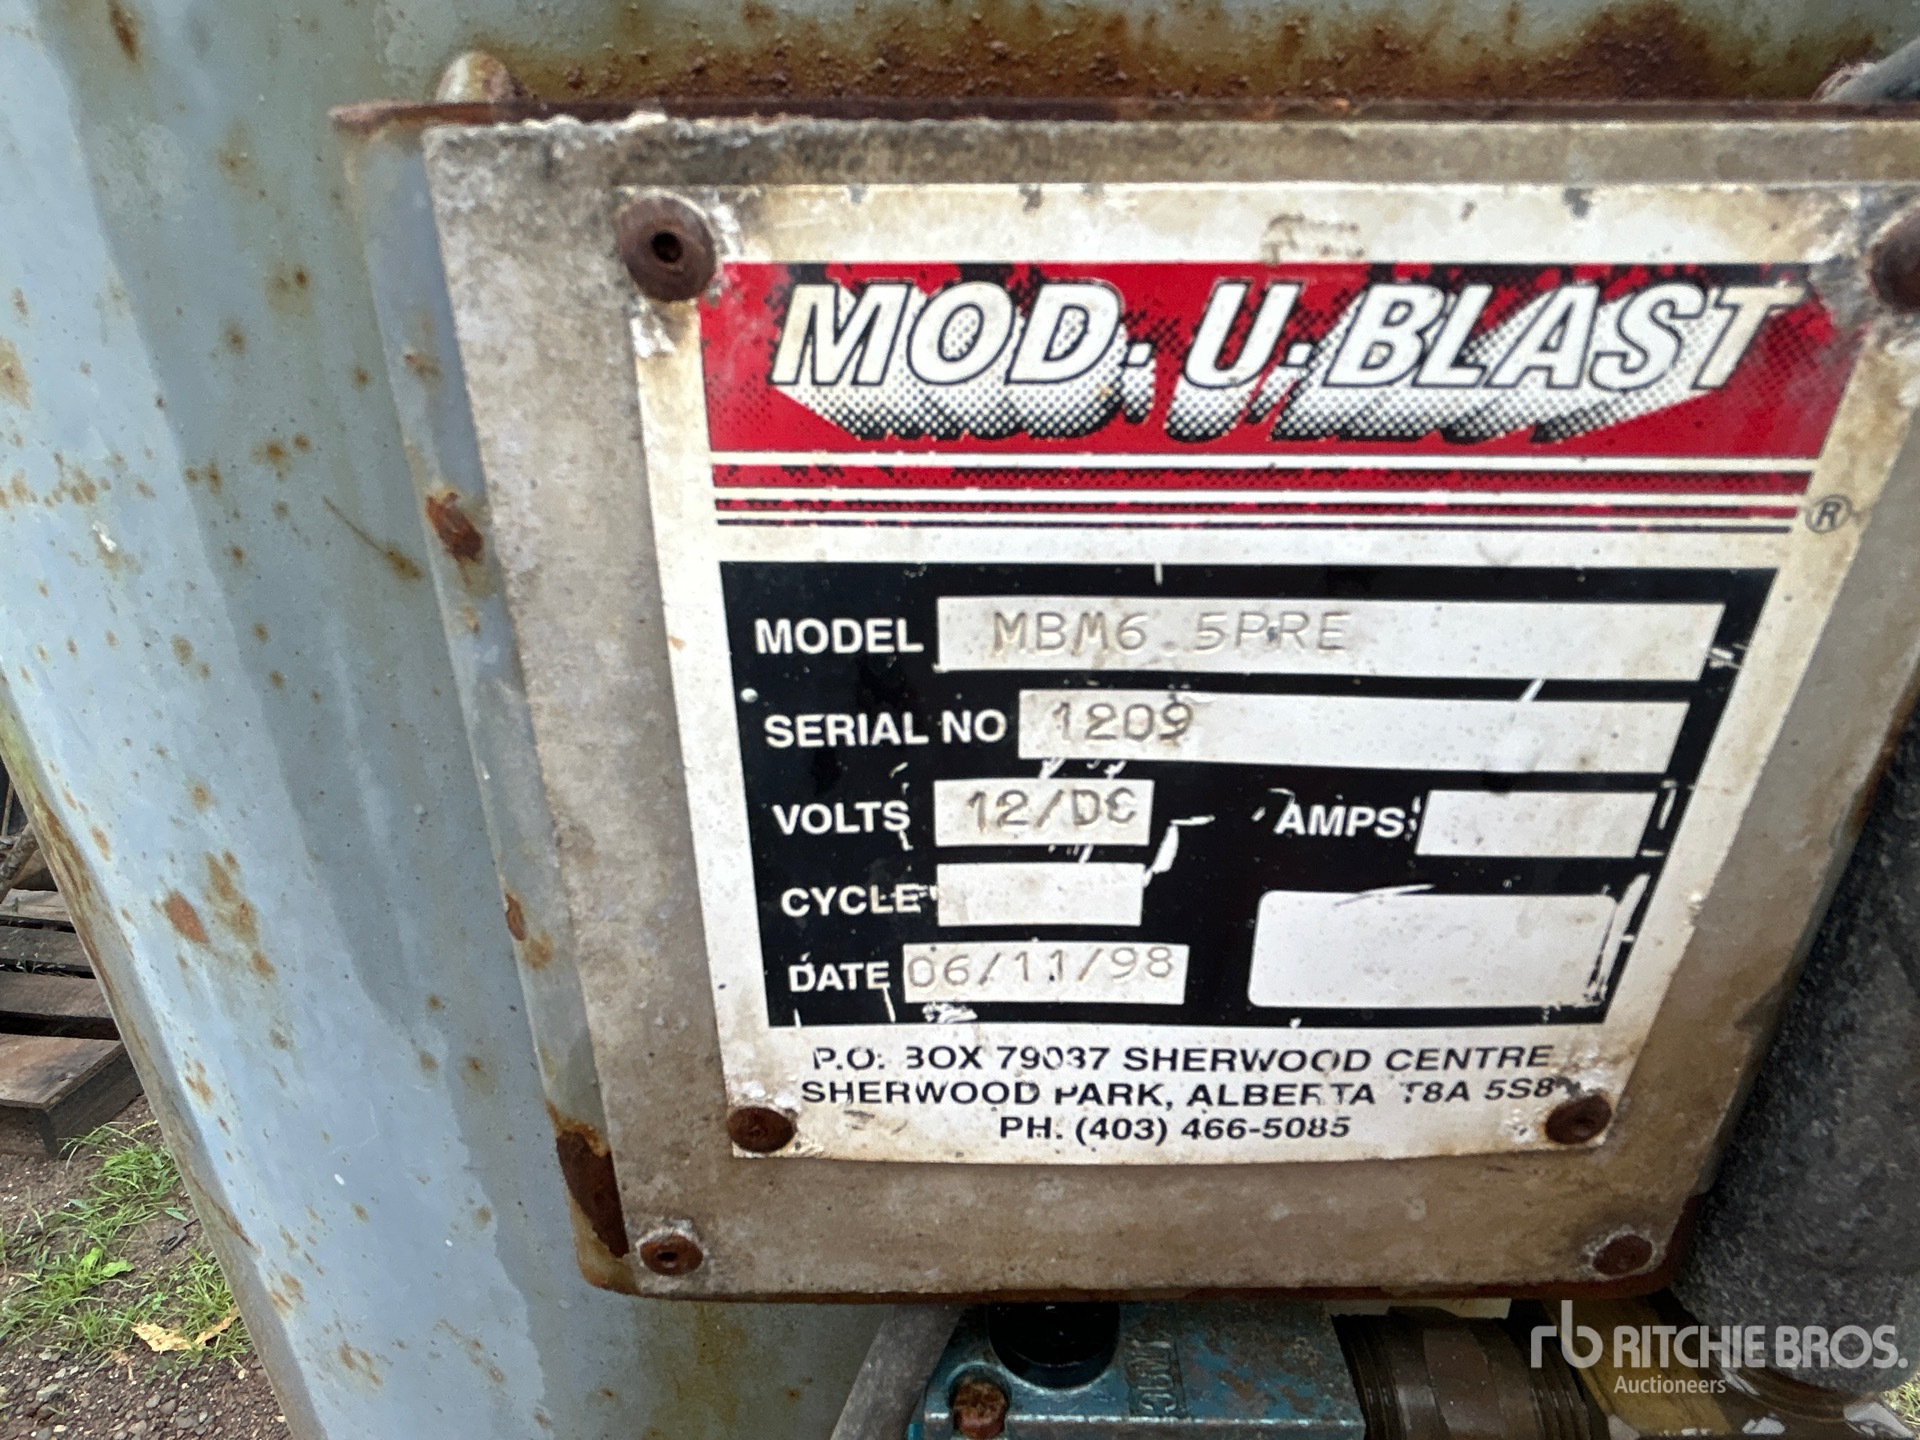 MOD·U·BLAST
®
MODEL MBM6.5PRE
SERIAL NO 1209
VOLTS 12/DC AMPS
CYCLE
DATE 06/11/98
P.O. BOX 79037 SHERWOOD CENTRE
SHERWOOD PARK, ALBERTA T8A 5S8
PH. (403) 466-5085
rb RITCHIE BROS.
Auctioneers